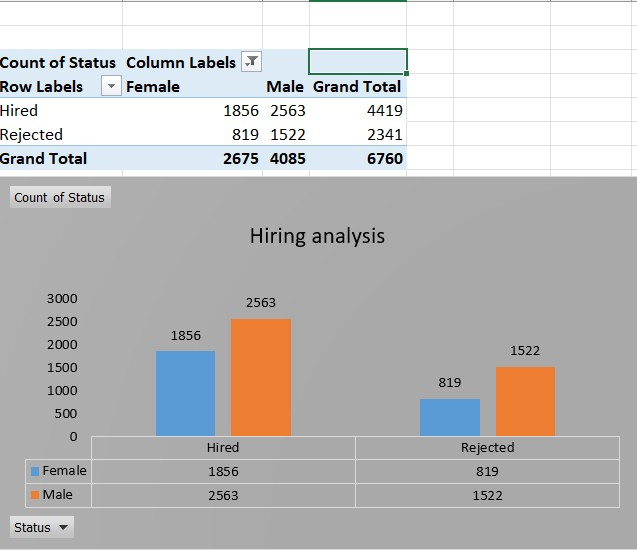 Count of Status Column Labels
Row Labels Female Male Grand Total
Hired 1856 2563 4419
Rejected 819 1522 2341
Grand Total 2675 4085 6760
Count of Status
Hiring analysis
3000
2500
2000
1500
1000
500
0
1856
2563
819
1522
Hired Rejected
Female 1856 819
Male 2563 1522
Status